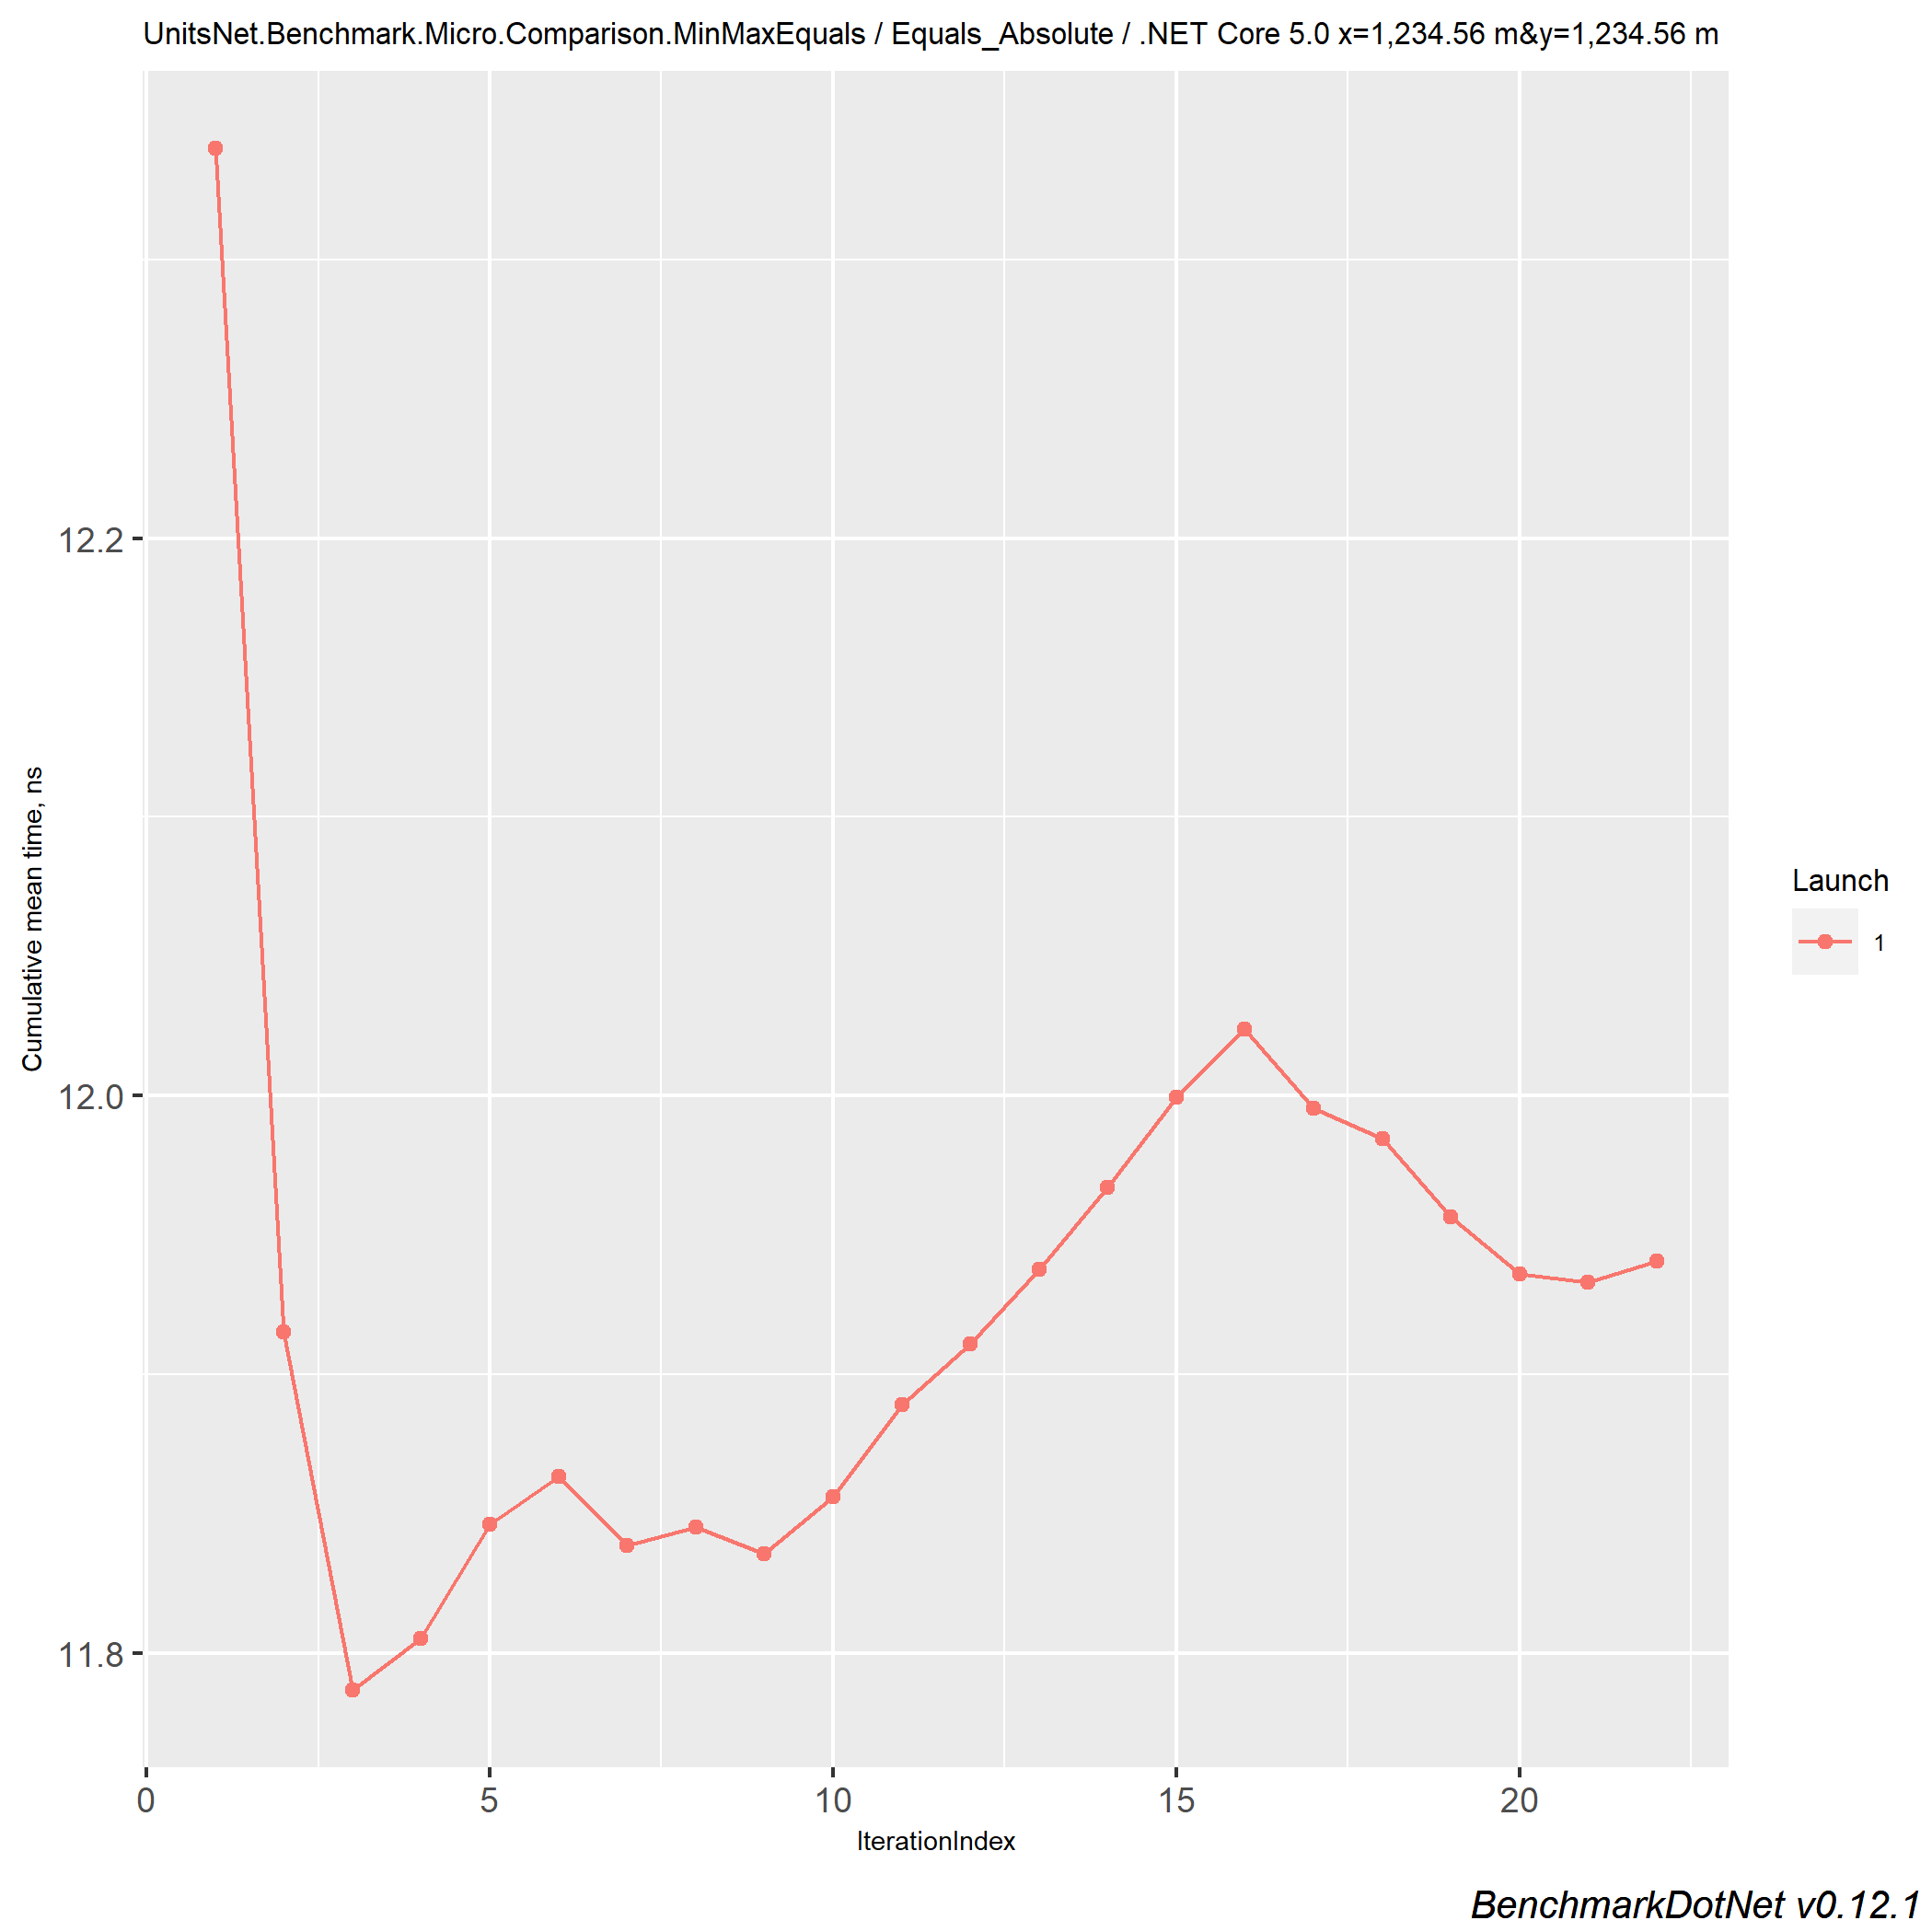 UnitsNet.Benchmark.Micro.Comparison.MinMaxEquals / Equals_Absolute / .NET Core 5.0 x=1,234.56 m&y=1,234.56 m
Cumulative mean time, ns
12.2
12.0
11.8
0 5 10 15 20
IterationIndex
Launch
1
BenchmarkDotNet v0.12.1